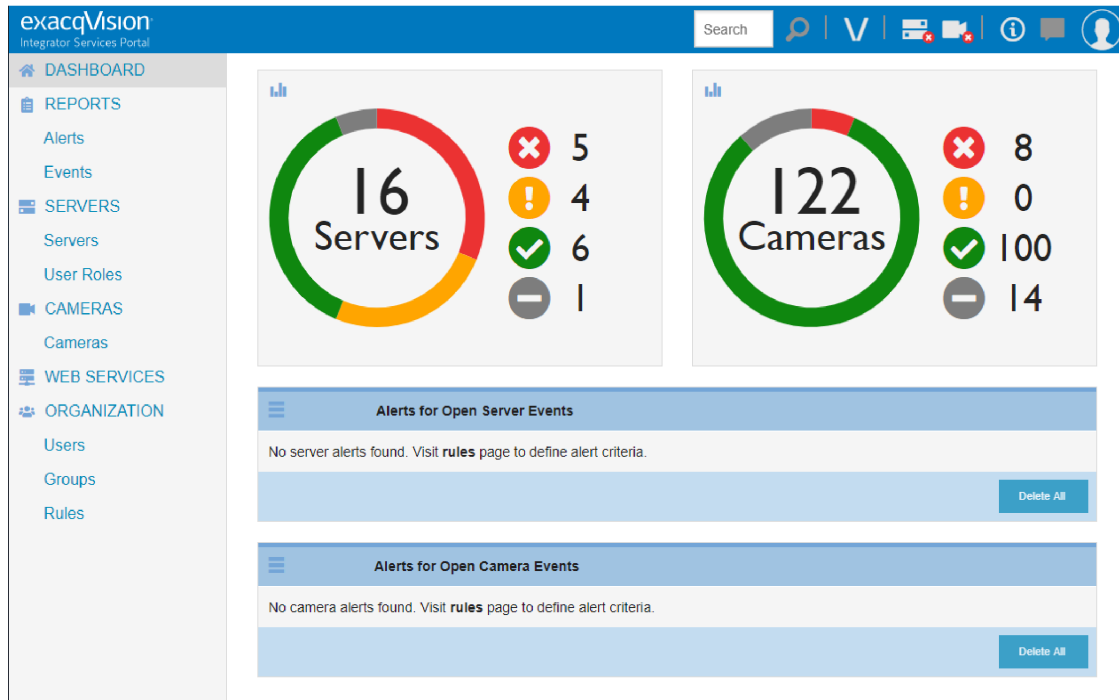 exacqVision
Integrator Services Portal
Search
DASHBOARD
REPORTS
Alerts
Events
SERVERS
Servers
User Roles
CAMERAS
Cameras
WEB SERVICES
ORGANIZATION
Users
Groups
Rules
16
Servers
5
4
6
1
122
Cameras
8
0
100
14
Alerts for Open Server Events
No server alerts found. Visit rules page to define alert criteria.
Delete All
Alerts for Open Camera Events
No camera alerts found. Visit rules page to define alert criteria.
Delete All